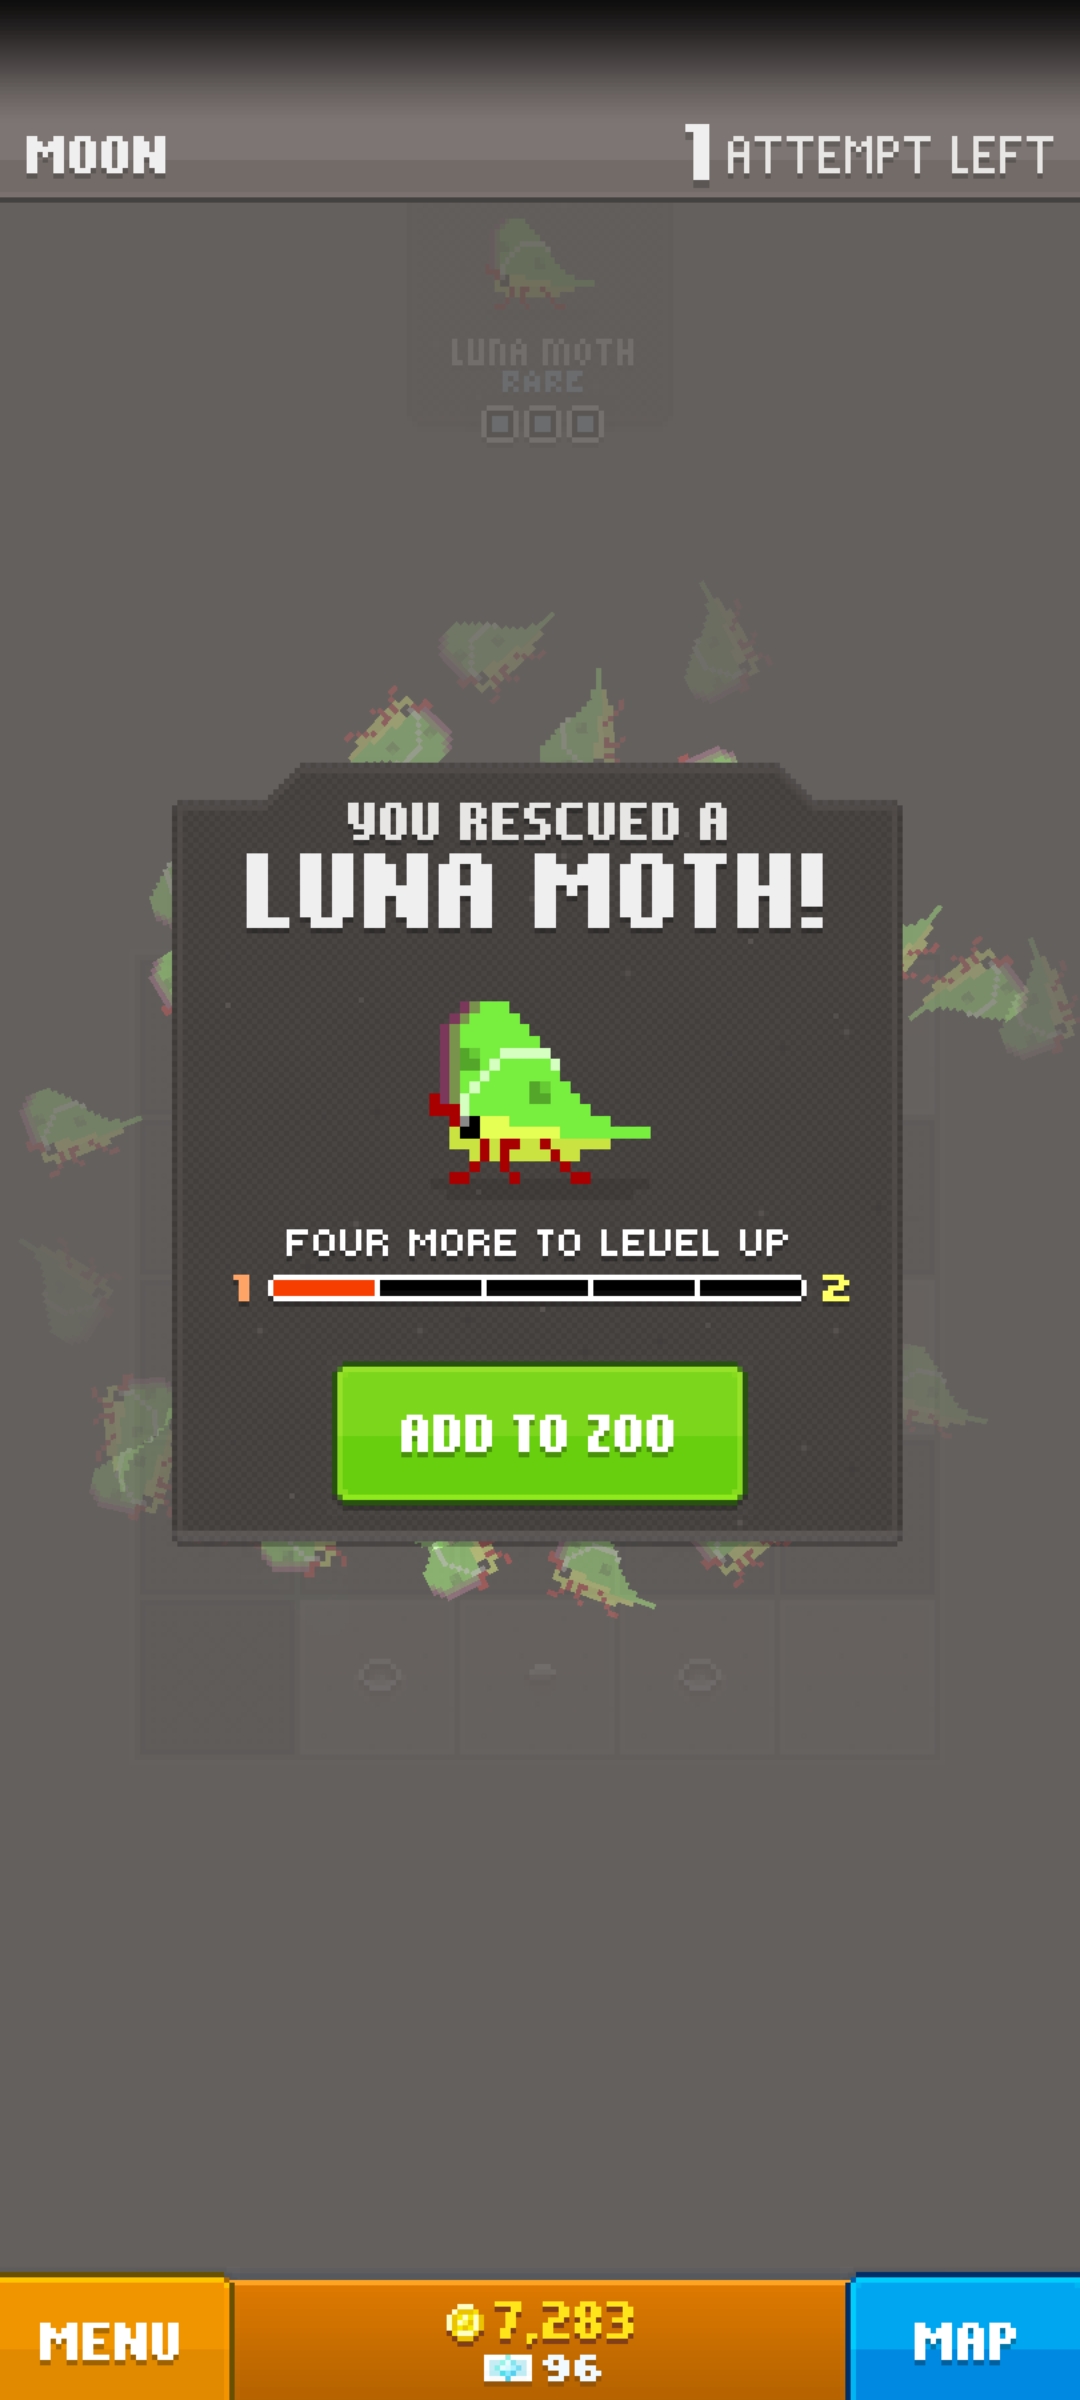 MOON
1 ATTEMPT LEFT
LUNA MOTH
RARE
YOU RESCUED A
LUNA MOTH!
FOUR MORE TO LEVEL UP
1 2
ADD TO ZOO
MENU
7,283
96
MAP